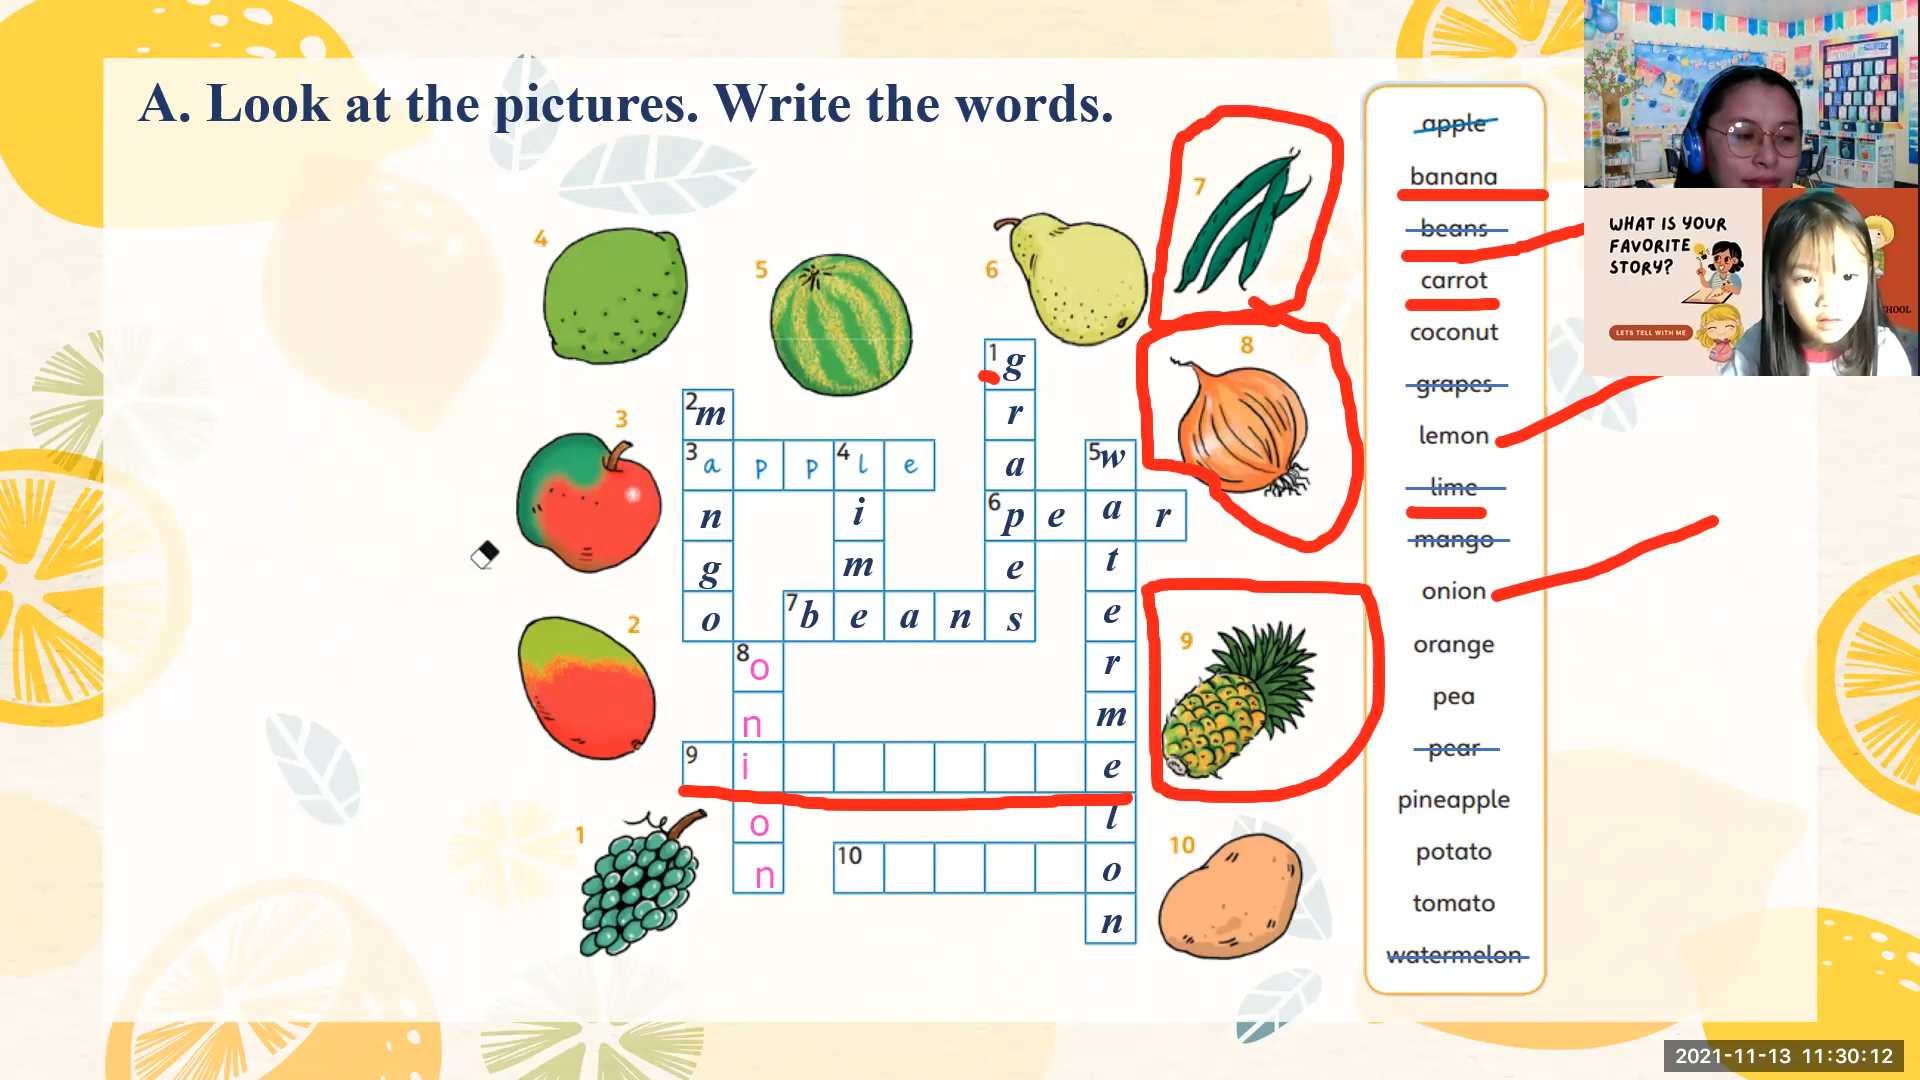 A. Look at the pictures. Write the words.
4
5
6
7
8
3
2
9
1
10
1 g
r
a
6 p e a r
e
s
2 m
3 a p p 4 l e
n
g
o
i
m
7 b e a n s
5 w
a
t
e
r
m
e
l
o
n
8 o
n
9 i
o
n
10
apple
banana
beans
carrot
coconut
grapes
lemon
lime
mango
onion
orange
pea
pear
pineapple
potato
tomato
watermelon
WHAT IS YOUR
FAVORITE
STORY?
LETS TELL WITH ME
2021-11-13 11:30:12